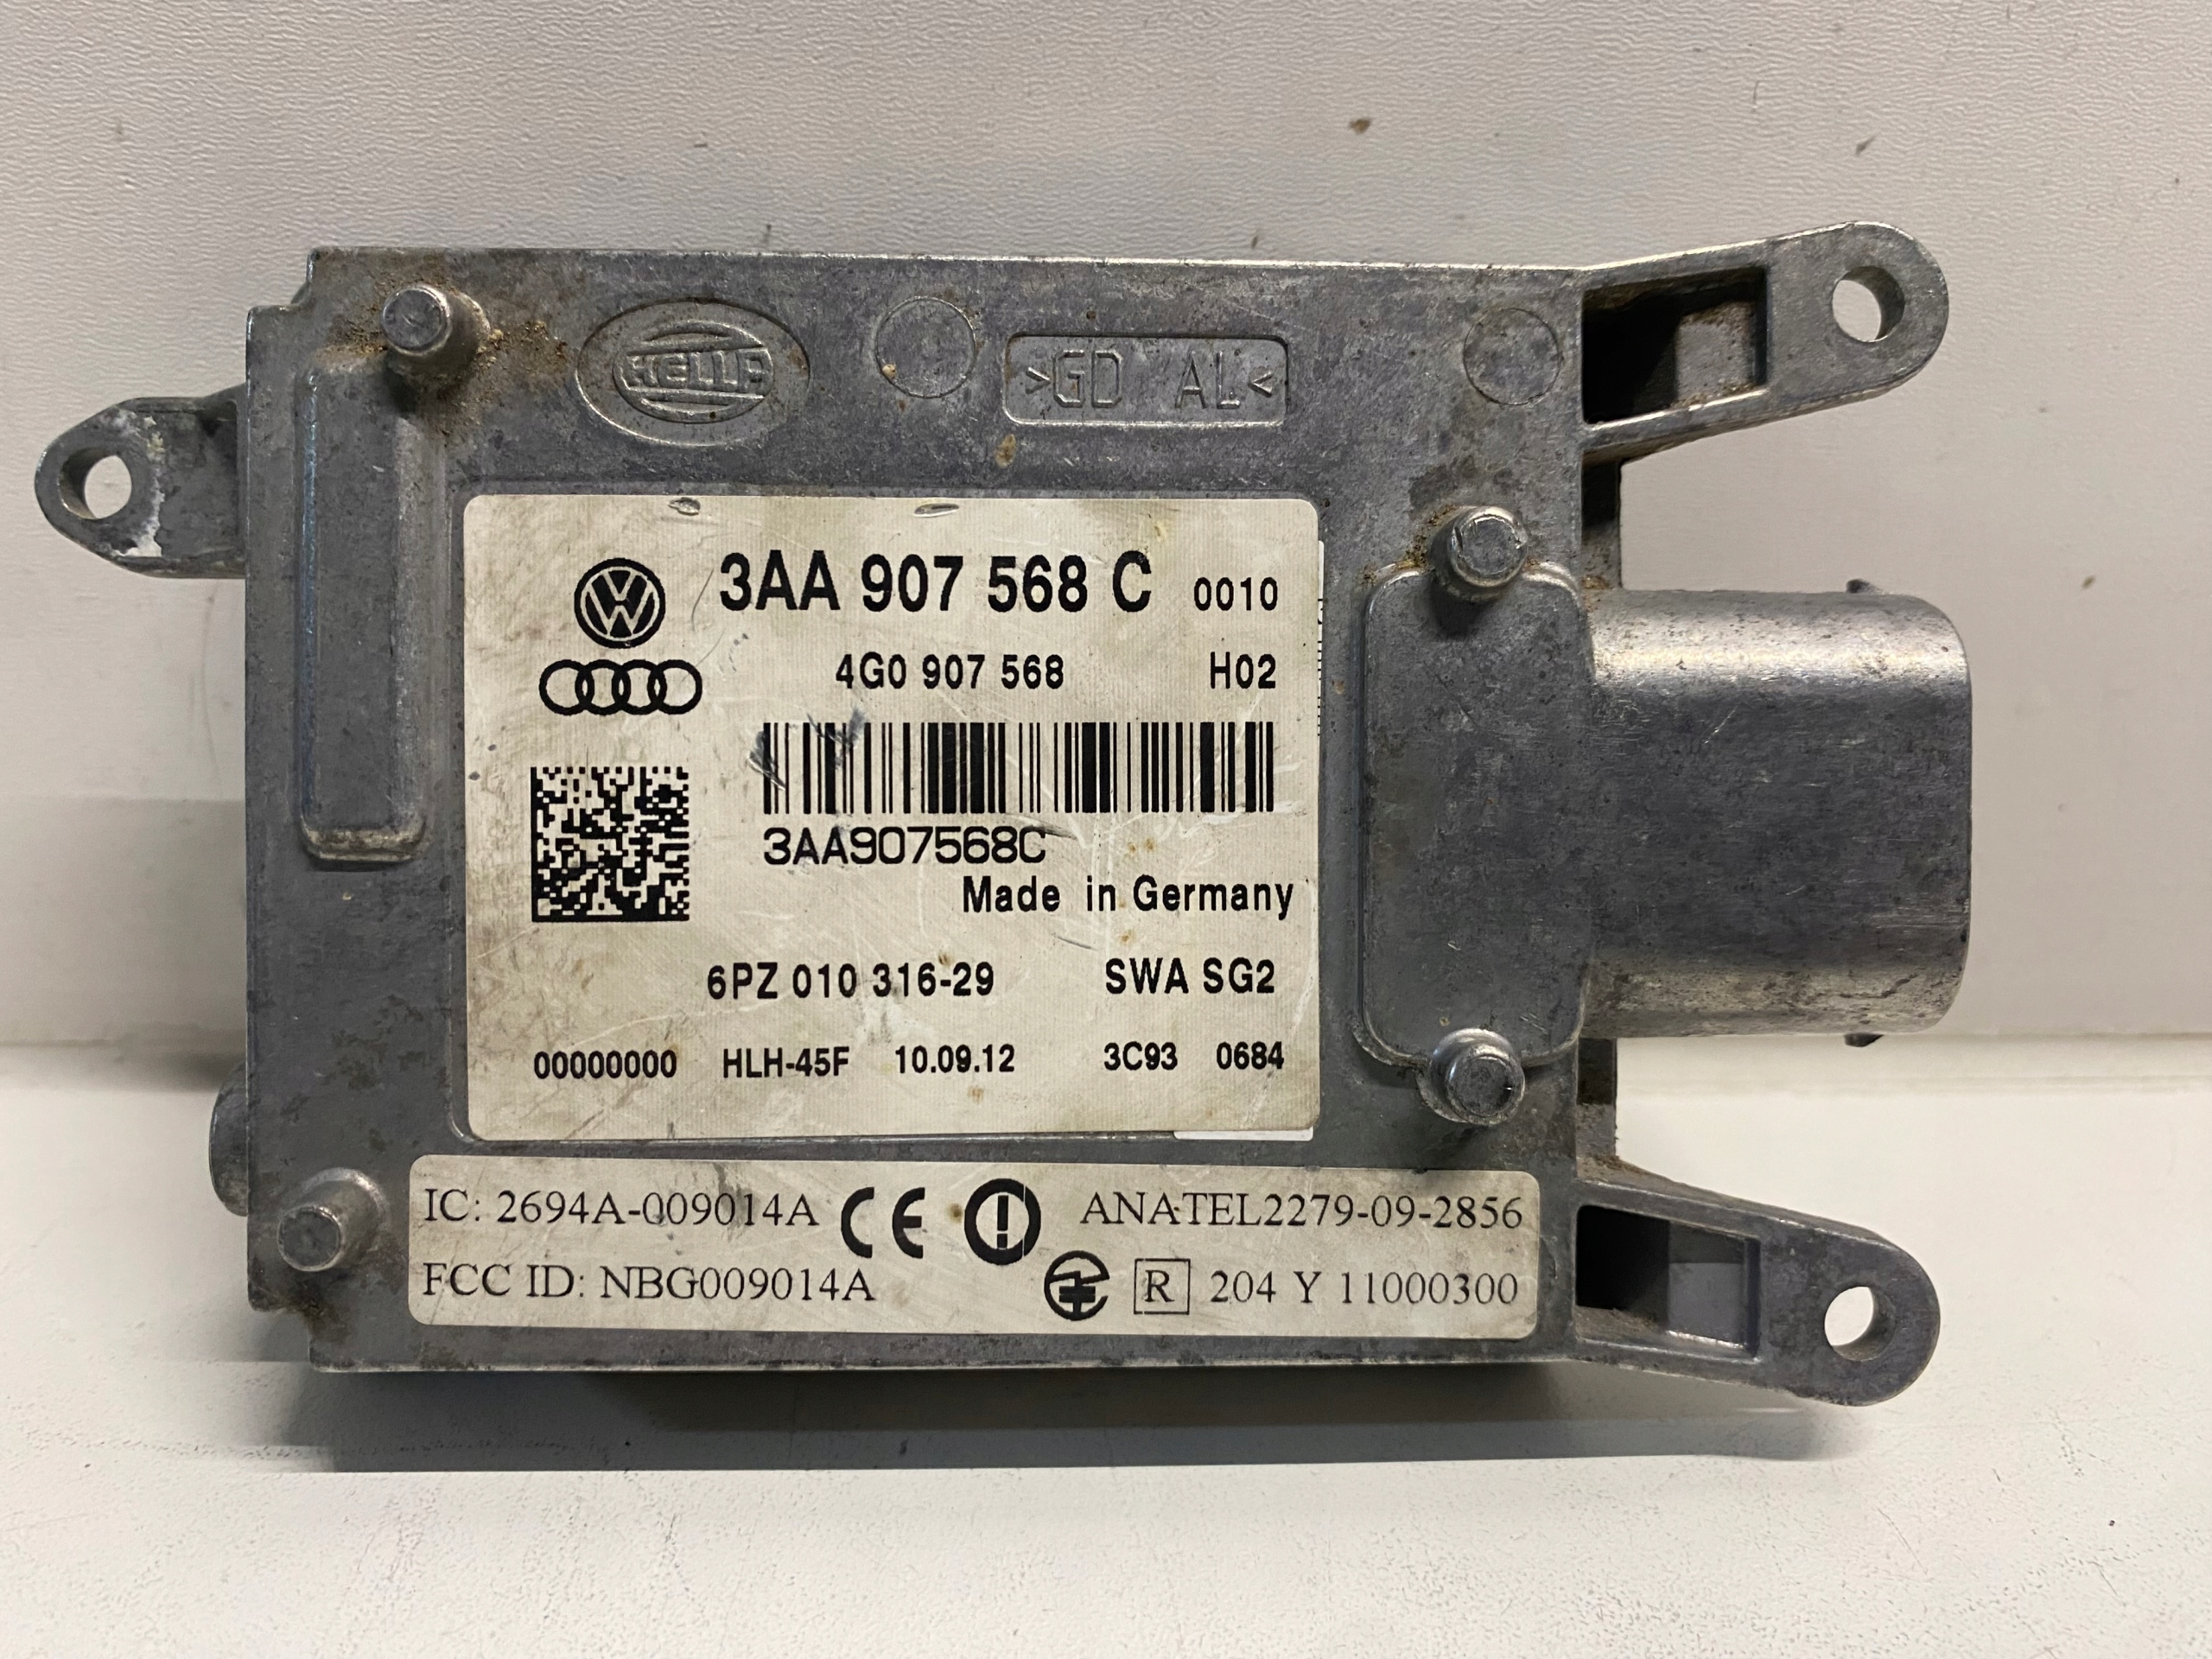 HELLA
>GD AL<
3AA 907 568 C 0010
4G0 907 568 H02
3AA907568C
Made in Germany
6PZ 010 316-29 SWA SG2
00000000 HLH-45F 10.09.12 3C93 0684
IC: 2694A-009014A CE ANATEL2279-09-2856
FCC ID: NBG009014A R 204 Y 11000300